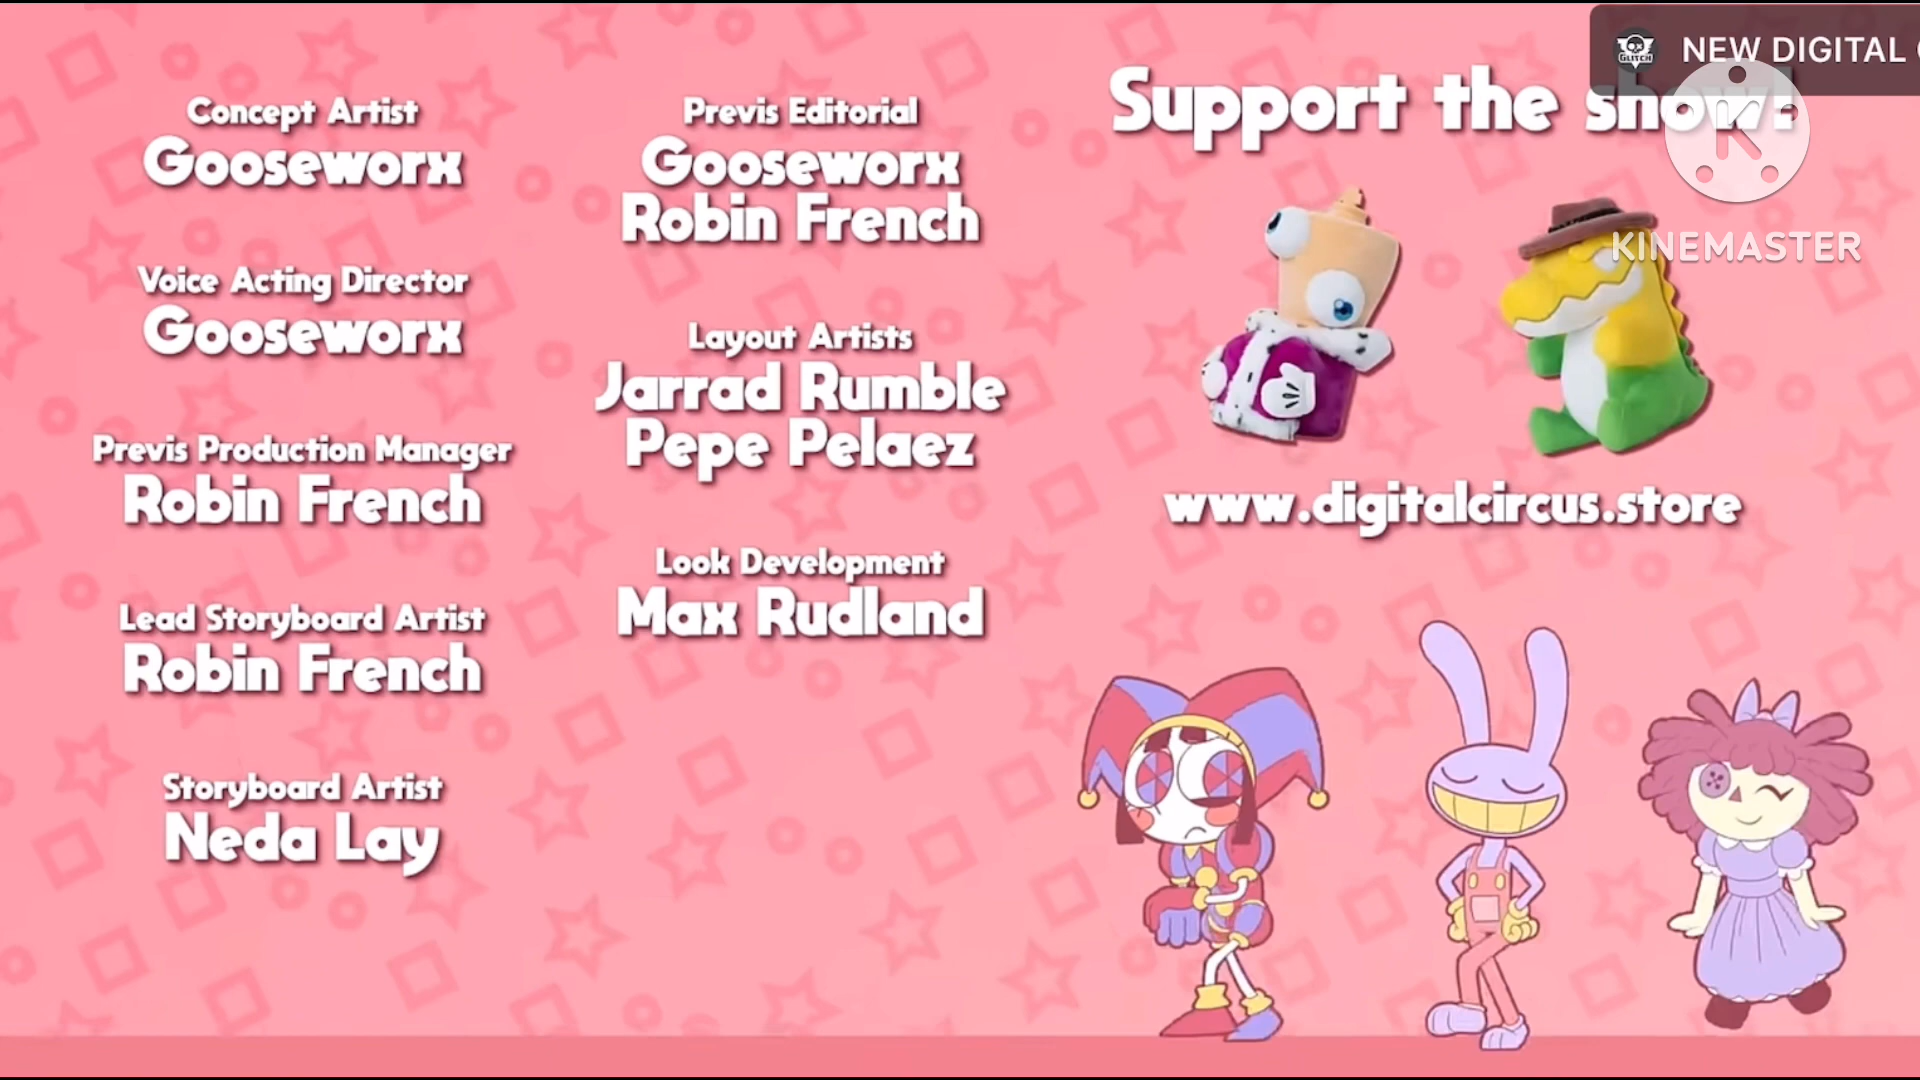 Concept Artist
Gooseworx
Voice Acting Director
Gooseworx
Previs Production Manager
Robin French
Lead Storyboard Artist
Robin French
Storyboard Artist
Neda Lay
Previs Editorial
Gooseworx
Robin French
Layout Artists
Jarrad Rumble
Pepe Pelaez
Look Development
Max Rudland
NEW DIGITAL
GLITCH
Support the show!
K
KINEMASTER
www.digitalcircus.store